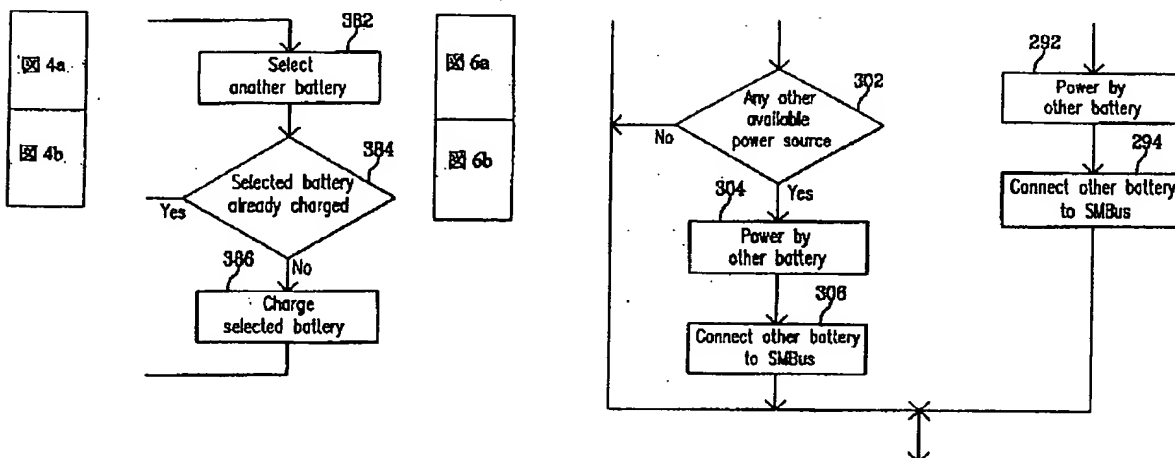 図 4a
図 4b
382
Select
another battery
384
Selected battery
already charged
Yes
No
386
Charge
selected battery
図 6a
図 6b
302
Any other
available
power source
No
Yes
304
Power by
other battery
306
Connect other battery
to SMBus
292
Power by
other battery
294
Connect other battery
to SMBus